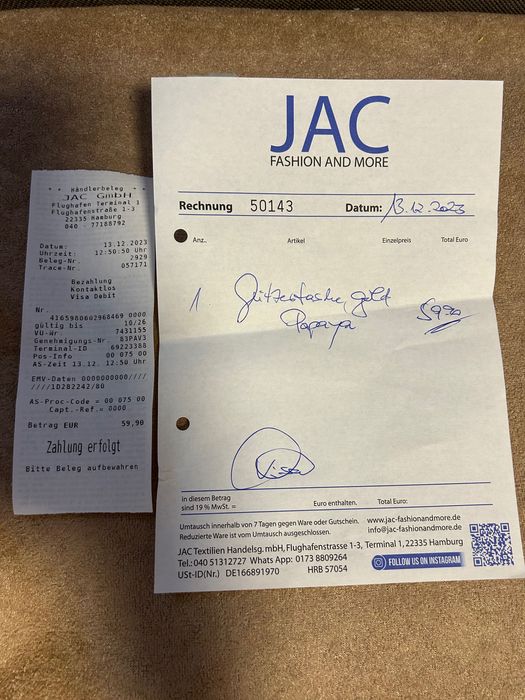 * * Händlerbeleg * *
JAC GmbH
Flughafen Terminal 1
Flughafenstraße 1-3
22335 Hamburg
040 - 77188792
Datum: 13.12.2023
Uhrzeit: 12:50:50 Uhr
Beleg-Nr. 2929
Trace-Nr. 057171
Bezahlung
Kontaktlos
Visa Debit
Nr.
4165980602968469 0000
gültig bis 10/26
VU-Nr. 7431155
Genehmigungs-Nr. 83PAV3
Terminal-ID 69223388
Pos-Info 00 075 00
AS-Zeit 13.12. 12:50 Uhr
EMV-Daten 0000000000////
////1D282242/80
AS-Proc-Code = 00 075 00
Capt.-Ref.= 0000
Betrag EUR 59,90
Zahlung erfolgt
Bitte Beleg aufbewahren
JAC
FASHION AND MORE
Rechnung 50143 Datum: 13.12.2023
Anz.. Artikel Einzelpreis Total Euro
1 Glitzertasche, gold 59,90
Papaya
Visa
in diesem Betrag
sind 19 % MwSt. = Euro enthalten. Total Euro:
Umtausch innerhalb von 7 Tagen gegen Ware oder Gutschein. www.jac-fashionandmore.de
Reduzierte Ware ist vom Umtausch ausgeschlossen. info@jac-fashionandmore.de
JAC Textilien Handelsg. mbH, Flughafenstrasse 1-3, Terminal 1, 22335 Hamburg
Tel.: 040 51312727 Whats App: 0173 8809264 FOLLOW US ON INSTAGRAM
USt-ID(Nr.) DE166891970 HRB 57054